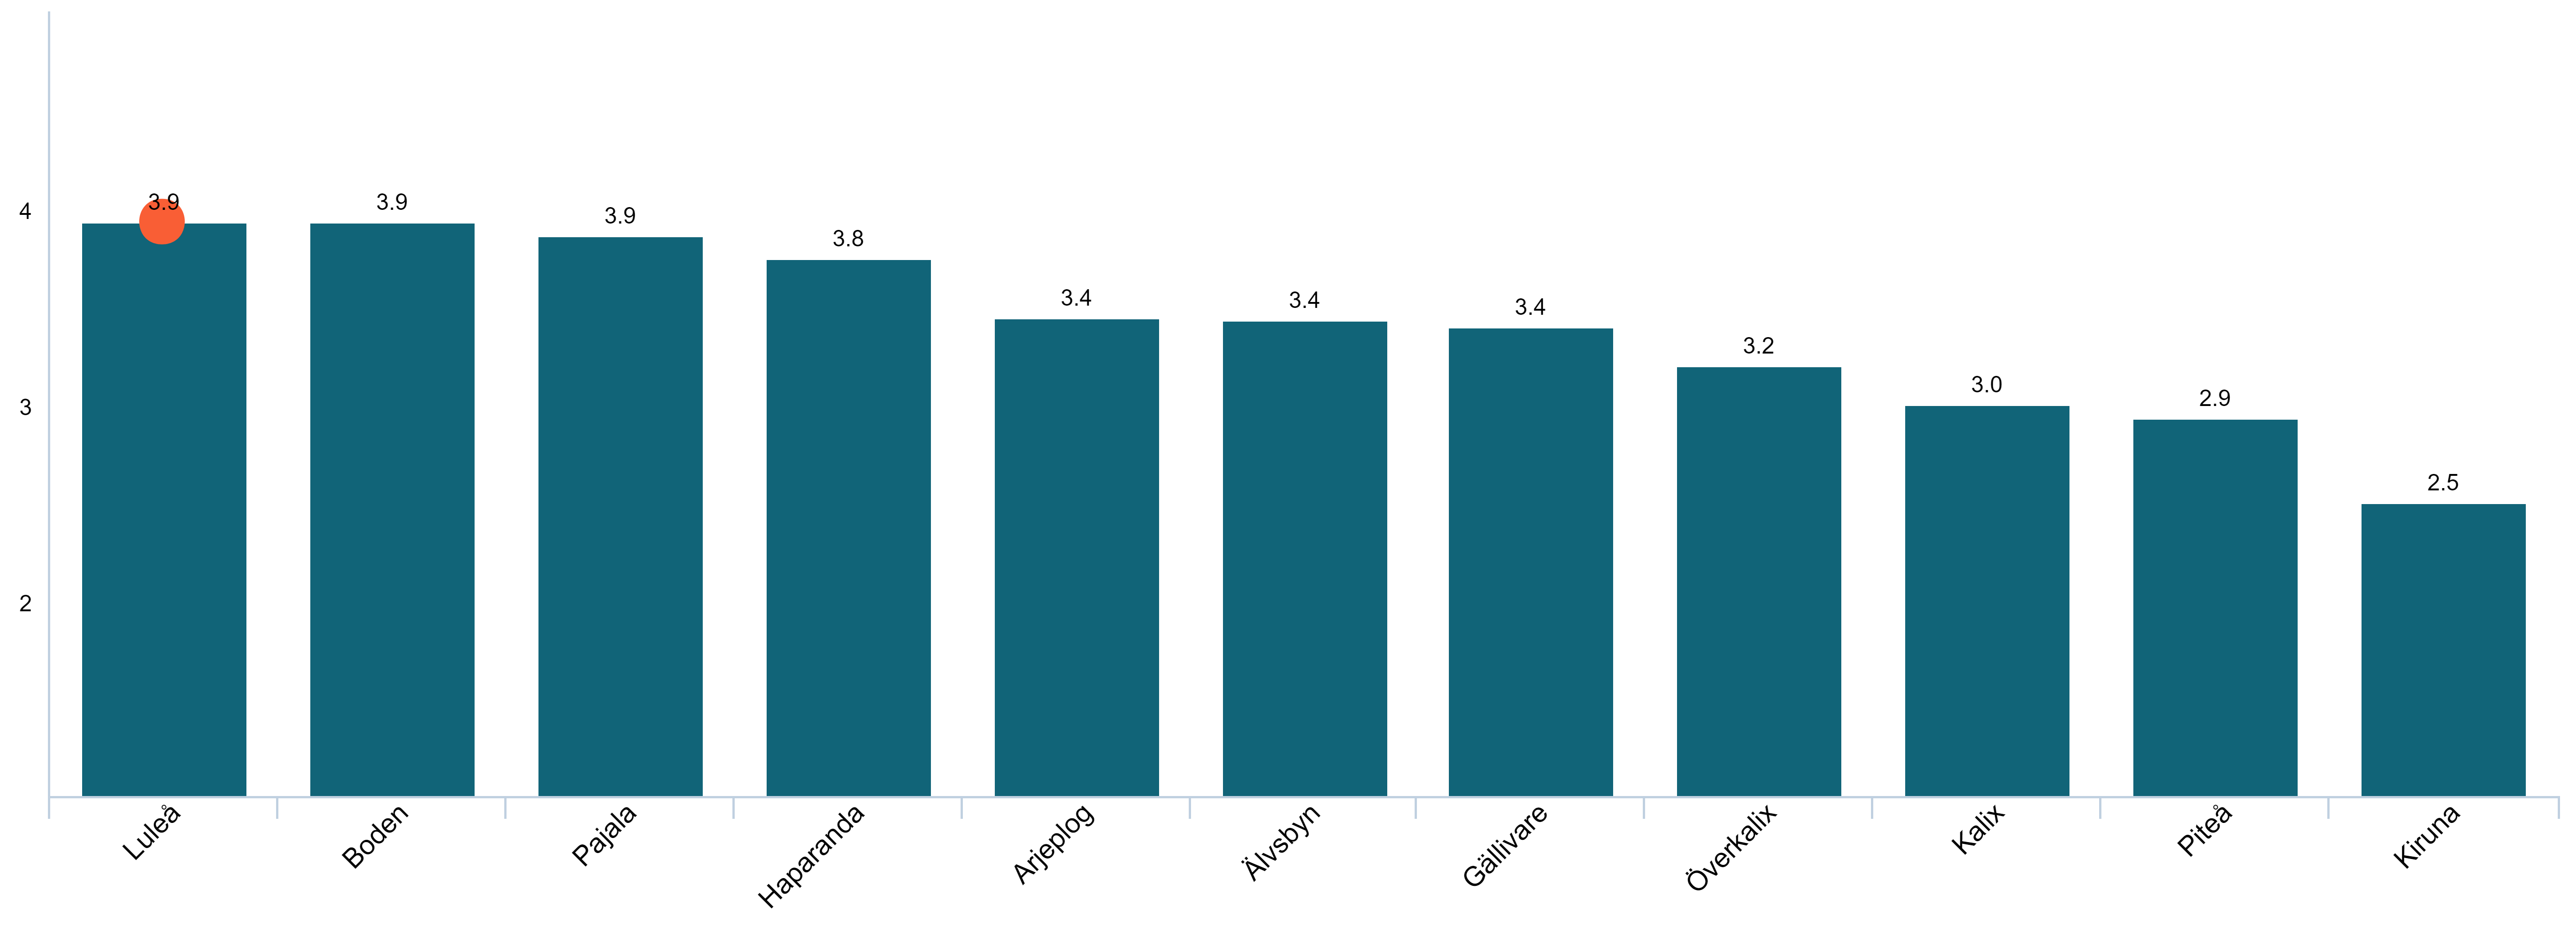 4
3
2
3.9
3.9
3.9
3.8
3.4
3.4
3.4
3.2
3.0
2.9
2.5
Luleå
Boden
Pajala
Haparanda
Arjeplog
Älvsbyn
Gällivare
Överkalix
Kalix
Piteå
Kiruna